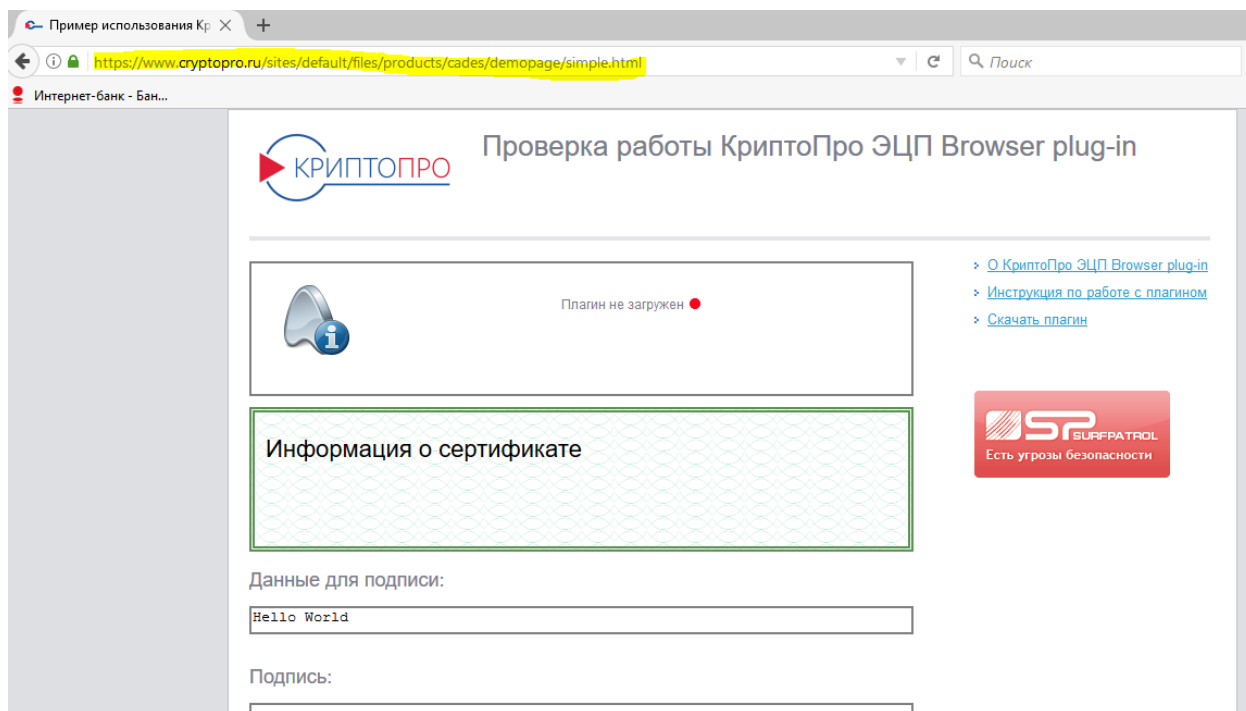 Пример использования Кр
https://www.cryptopro.ru/sites/default/files/products/cades/demopage/simple.html
Поиск
Интернет-банк - Бан...
КРИПТОПРО
Проверка работы КриптоПро ЭЦП Browser plug-in
Плагин не загружен
О КриптоПро ЭЦП Browser plug-in
Инструкция по работе с плагином
Скачать плагин
SP SURFPATROL
Есть угрозы безопасности
Информация о сертификате
Данные для подписи:
Hello World
Подпись: